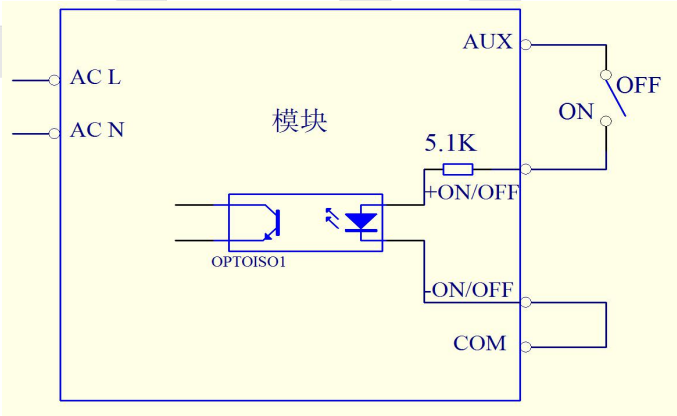 AUX
AC L
OFF
ON
AC N
模块
5.1K
+ON/OFF
OPTOISO1
-ON/OFF
COM